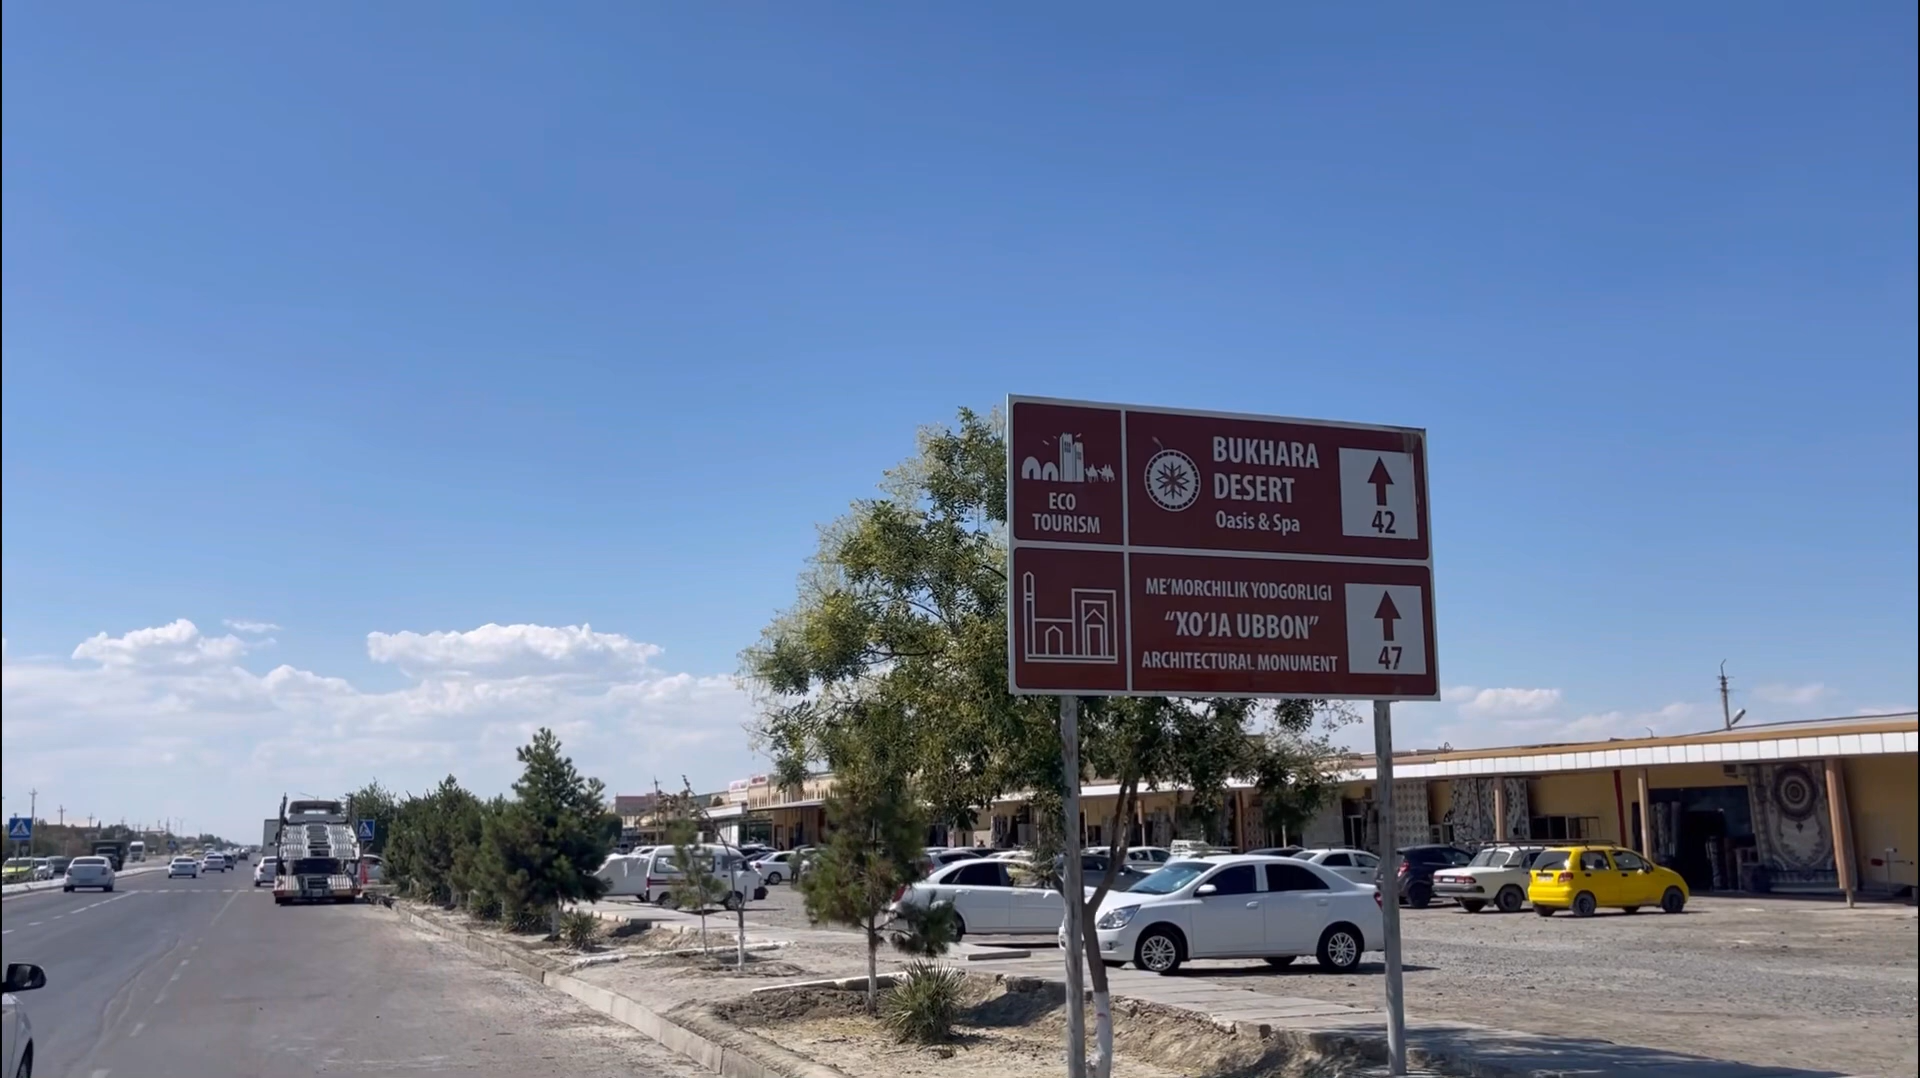 ECO
TOURISM
BUKHARA
DESERT
Oasis & Spa
42
ME'MORCHILIK YODGORLIGI
"XO'JA UBBON"
ARCHITECTURAL MONUMENT
47